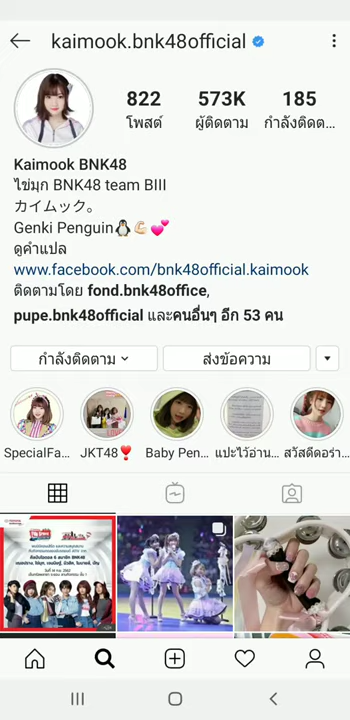 kaimook.bnk48official
822 573K 185
โพสต์ ผู้ติดตาม กำลังติดต...
Kaimook BNK48
ไข่มุก BNK48 team BIII
カイムック。
Genki Penguin🐧💪🏻💕
ดูคำแปล
www.facebook.com/bnk48official.kaimook
ติดตามโดย fond.bnk48office,
pupe.bnk48official และคนอื่นๆ อีก 53 คน
กำลังติดตาม ส่งข้อความ
SpecialFa... JKT48❣️ Baby Pen... แปะไว้อ่าน... สวัสดีดอร่า...